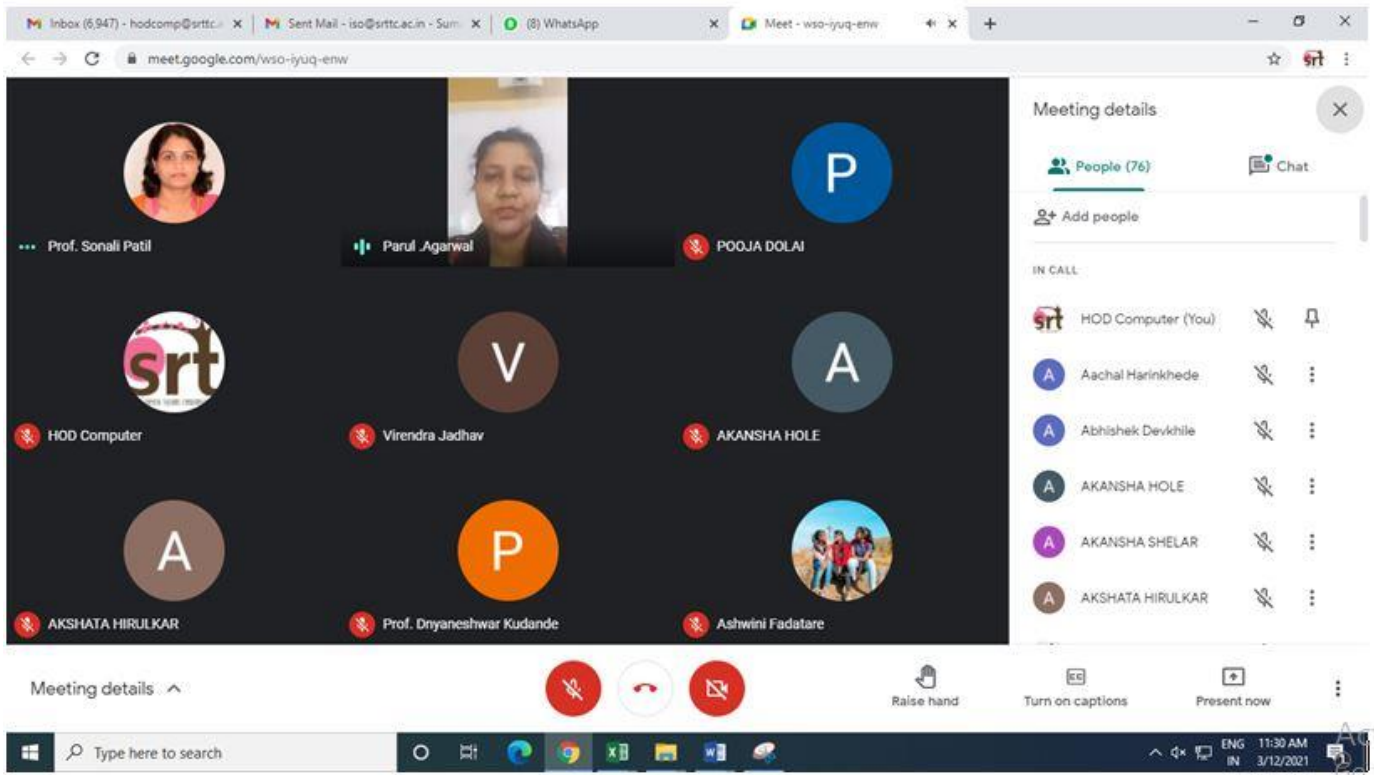 Inbox (6,947) - hodcomp@srttc.a
Sent Mail - iso@srttc.ac.in - Sum
(8) WhatsApp
Meet - wso-iyuq-enw
meet.google.com/wso-iyuq-enw
srt
Meeting details
People (76)
Chat
Add people
IN CALL
srt HOD Computer (You)
A Aachal Harinkhede
A Abhishek Devkhile
A AKANSHA HOLE
A AKANSHA SHELAR
A AKSHATA HIRULKAR
Prof. Sonali Patil
Parul .Agarwal
P
POOJA DOLAI
srt
HOD Computer
V
Virendra Jadhav
A
AKANSHA HOLE
A
AKSHATA HIRULKAR
P
Prof. Dnyaneshwar Kudande
Ashwini Fadatare
Meeting details
Raise hand
CC
Turn on captions
Present now
Type here to search
ENG
IN
11:30 AM
3/12/2021